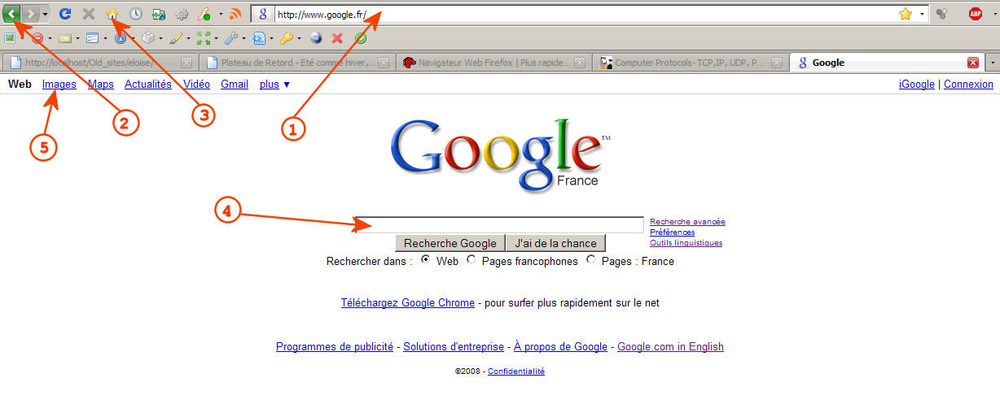 http://www.google.fr/
ABP
css
http://localhost/Old_sites/eloise/
Plateau de Retord - Eté comme hiver,...
Navigateur Web Firefox | Plus rapide...
Computer Protocols- TCP,IP, UDP, P...
g Google
Web Images Maps Actualités Vidéo Gmail plus ▼
iGoogle | Connexion
5
2
3
1
Google™
France
4
Recherche avancée
Préférences
Outils linguistiques
Recherche Google J'ai de la chance
Rechercher dans : Web Pages francophones Pages : France
Téléchargez Google Chrome - pour surfer plus rapidement sur le net
Programmes de publicité - Solutions d'entreprise - À propos de Google - Google.com in English
©2008 - Confidentialité